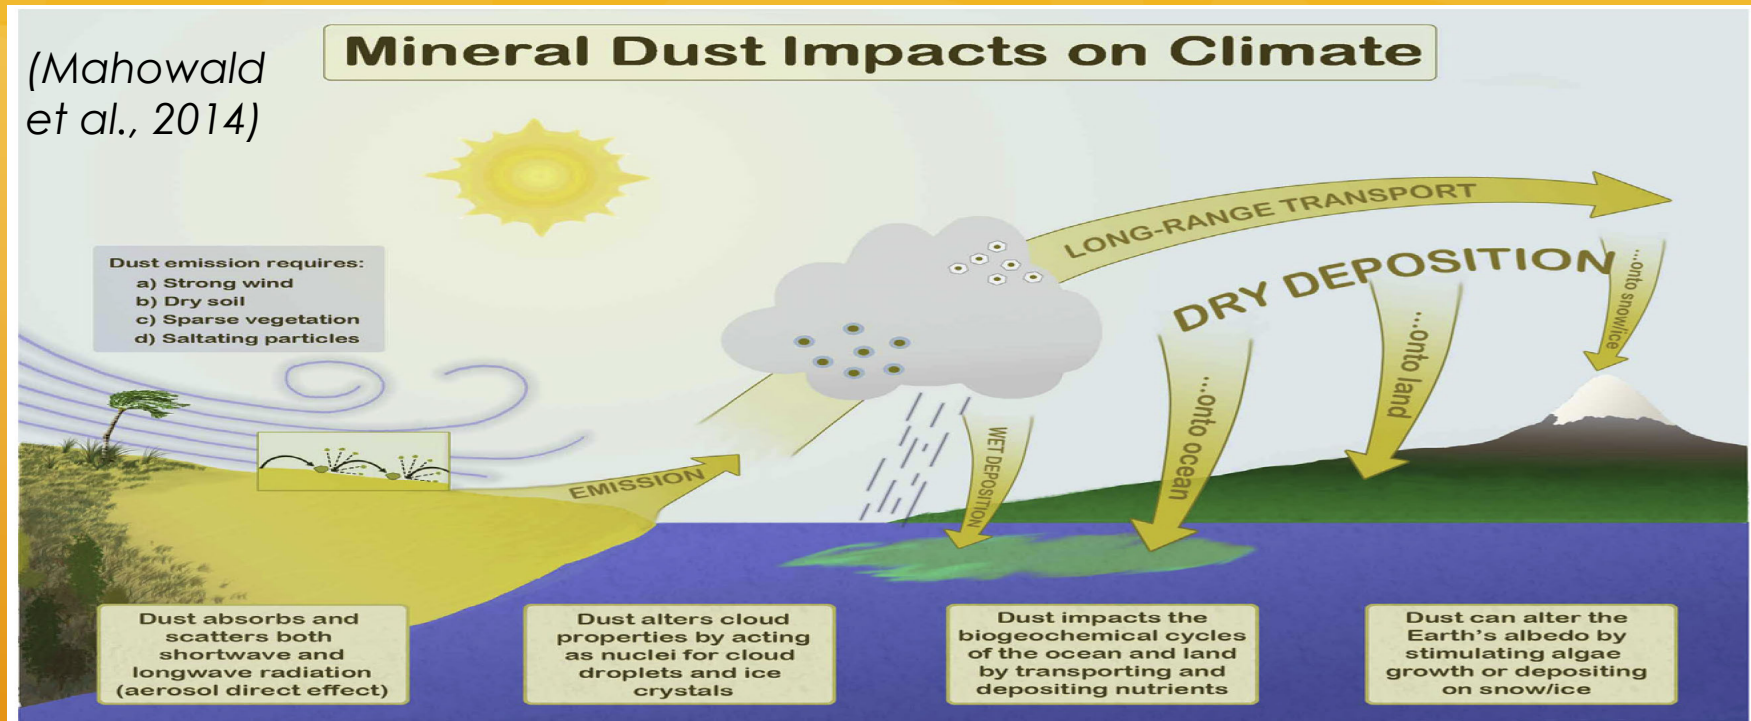 (Mahowald
et al., 2014)
Mineral Dust Impacts on Climate
Dust emission requires:
a) Strong wind
b) Dry soil
c) Sparse vegetation
d) Saltating particles
EMISSION
LONG-RANGE TRANSPORT
DRY DEPOSITION
WET DEPOSITION
...onto ocean
...onto land
...onto snow/ice
Dust absorbs and
scatters both
shortwave and
longwave radiation
(aerosol direct effect)
Dust alters cloud
properties by acting
as nuclei for cloud
droplets and ice
crystals
Dust impacts the
biogeochemical cycles
of the ocean and land
by transporting and
depositing nutrients
Dust can alter the
Earth's albedo by
stimulating algae
growth or depositing
on snow/ice